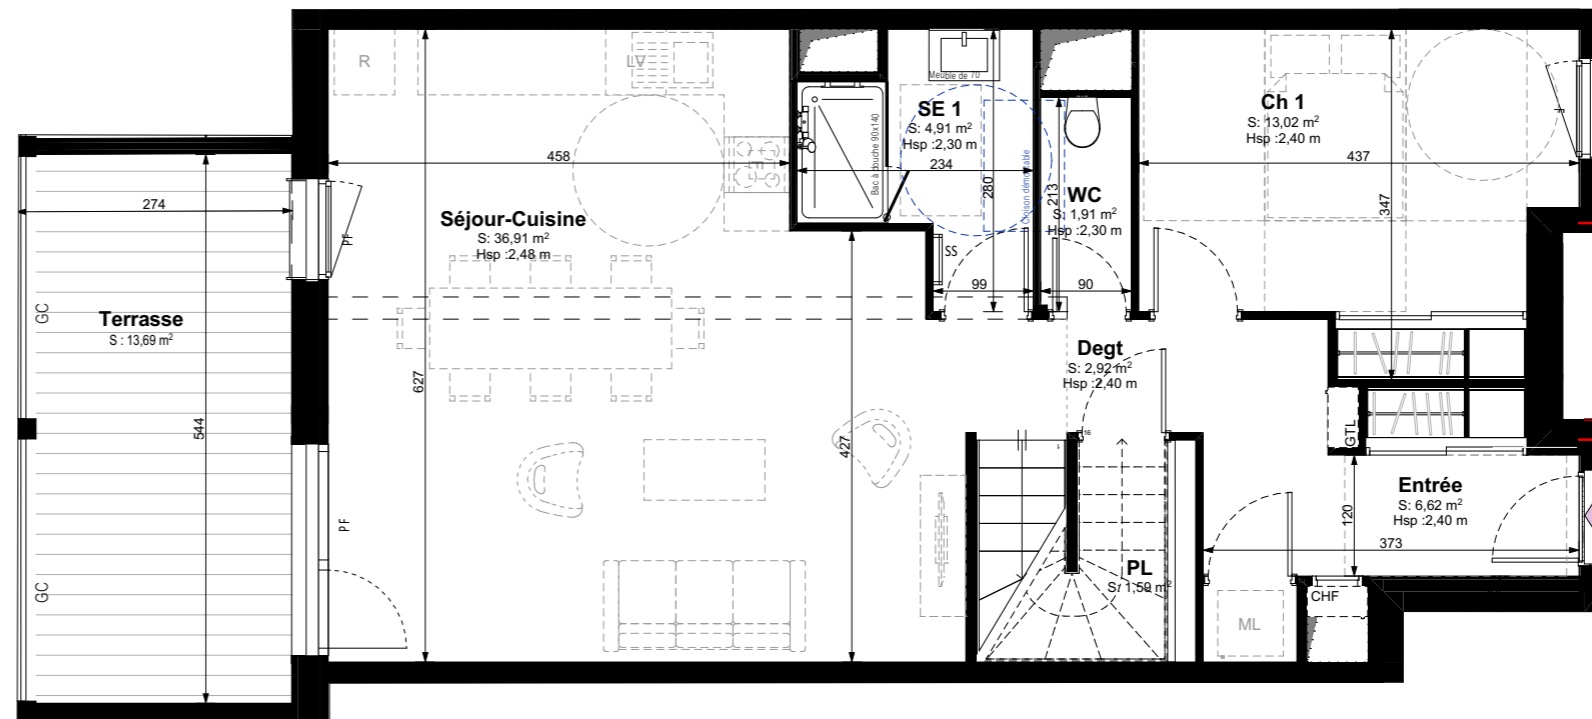 R
LV
Meuble de 70
SE 1
S: 4,91 m²
Hsp :2,30 m
234
280
Bac à douche 90x140
Cloison démontable
213
WC
S: 1,91 m²
Hsp :2,30 m
Ch 1
S: 13,02 m²
Hsp :2,40 m
437
347
458
274
PF
Séjour-Cuisine
S: 36,91 m²
Hsp :2,48 m
SS
99
90
GC
Terrasse
S : 13,69 m²
544
627
427
Degt
S: 2,92 m²
Hsp :2,40 m
16
GTL
Entrée
S: 6,62 m²
Hsp :2,40 m
120
373
PF
GC
PL
S: 1,59 m²
CHF
ML